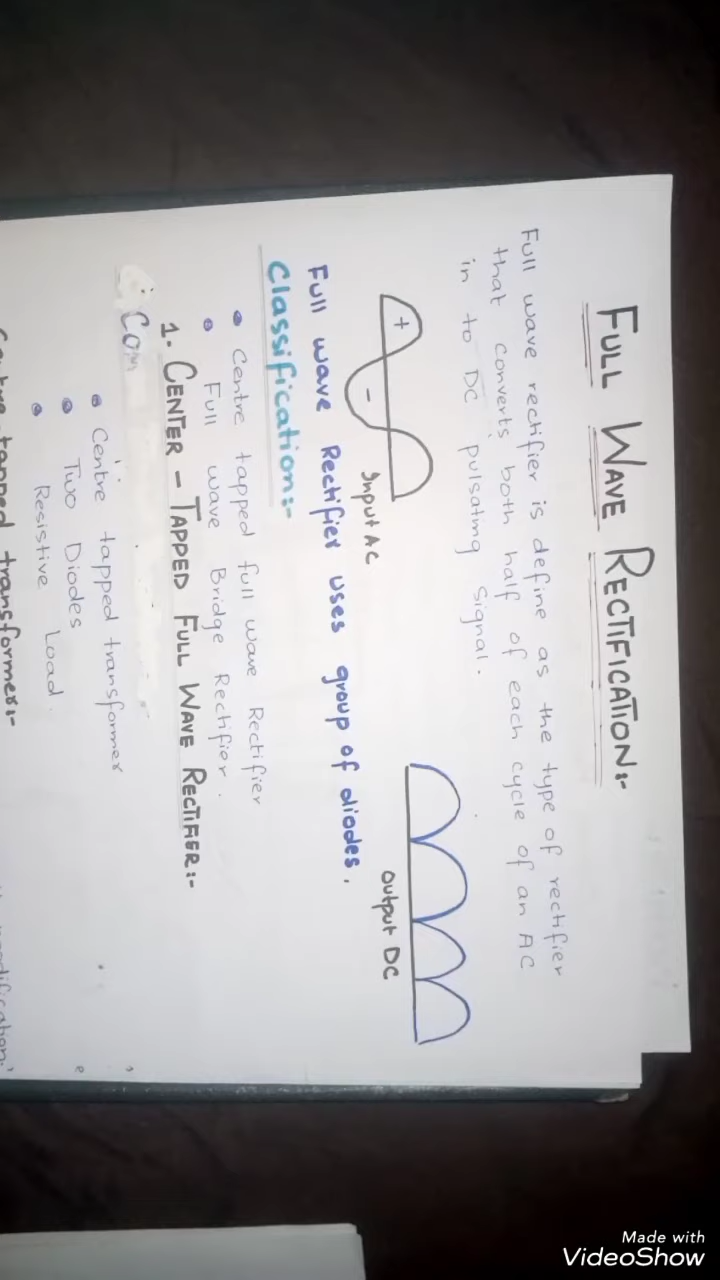 FULL WAVE RECTIFICATION:-
Full wave rectifier is define as the type of rectifier
that converts both half of each cycle of an AC
in to DC pulsating signal.
+
-
Input AC
Output DC
Full wave Rectifier uses group of diodes.
Classification:-
Centre tapped full wave Rectifier
Full wave Bridge Rectifier.
1. CENTER - TAPPED FULL WAVE RECTIFIER:-
Centre tapped transformer
Two Diodes
Resistive Load.
Centre tapped transformer:-
Made with
VideoShow